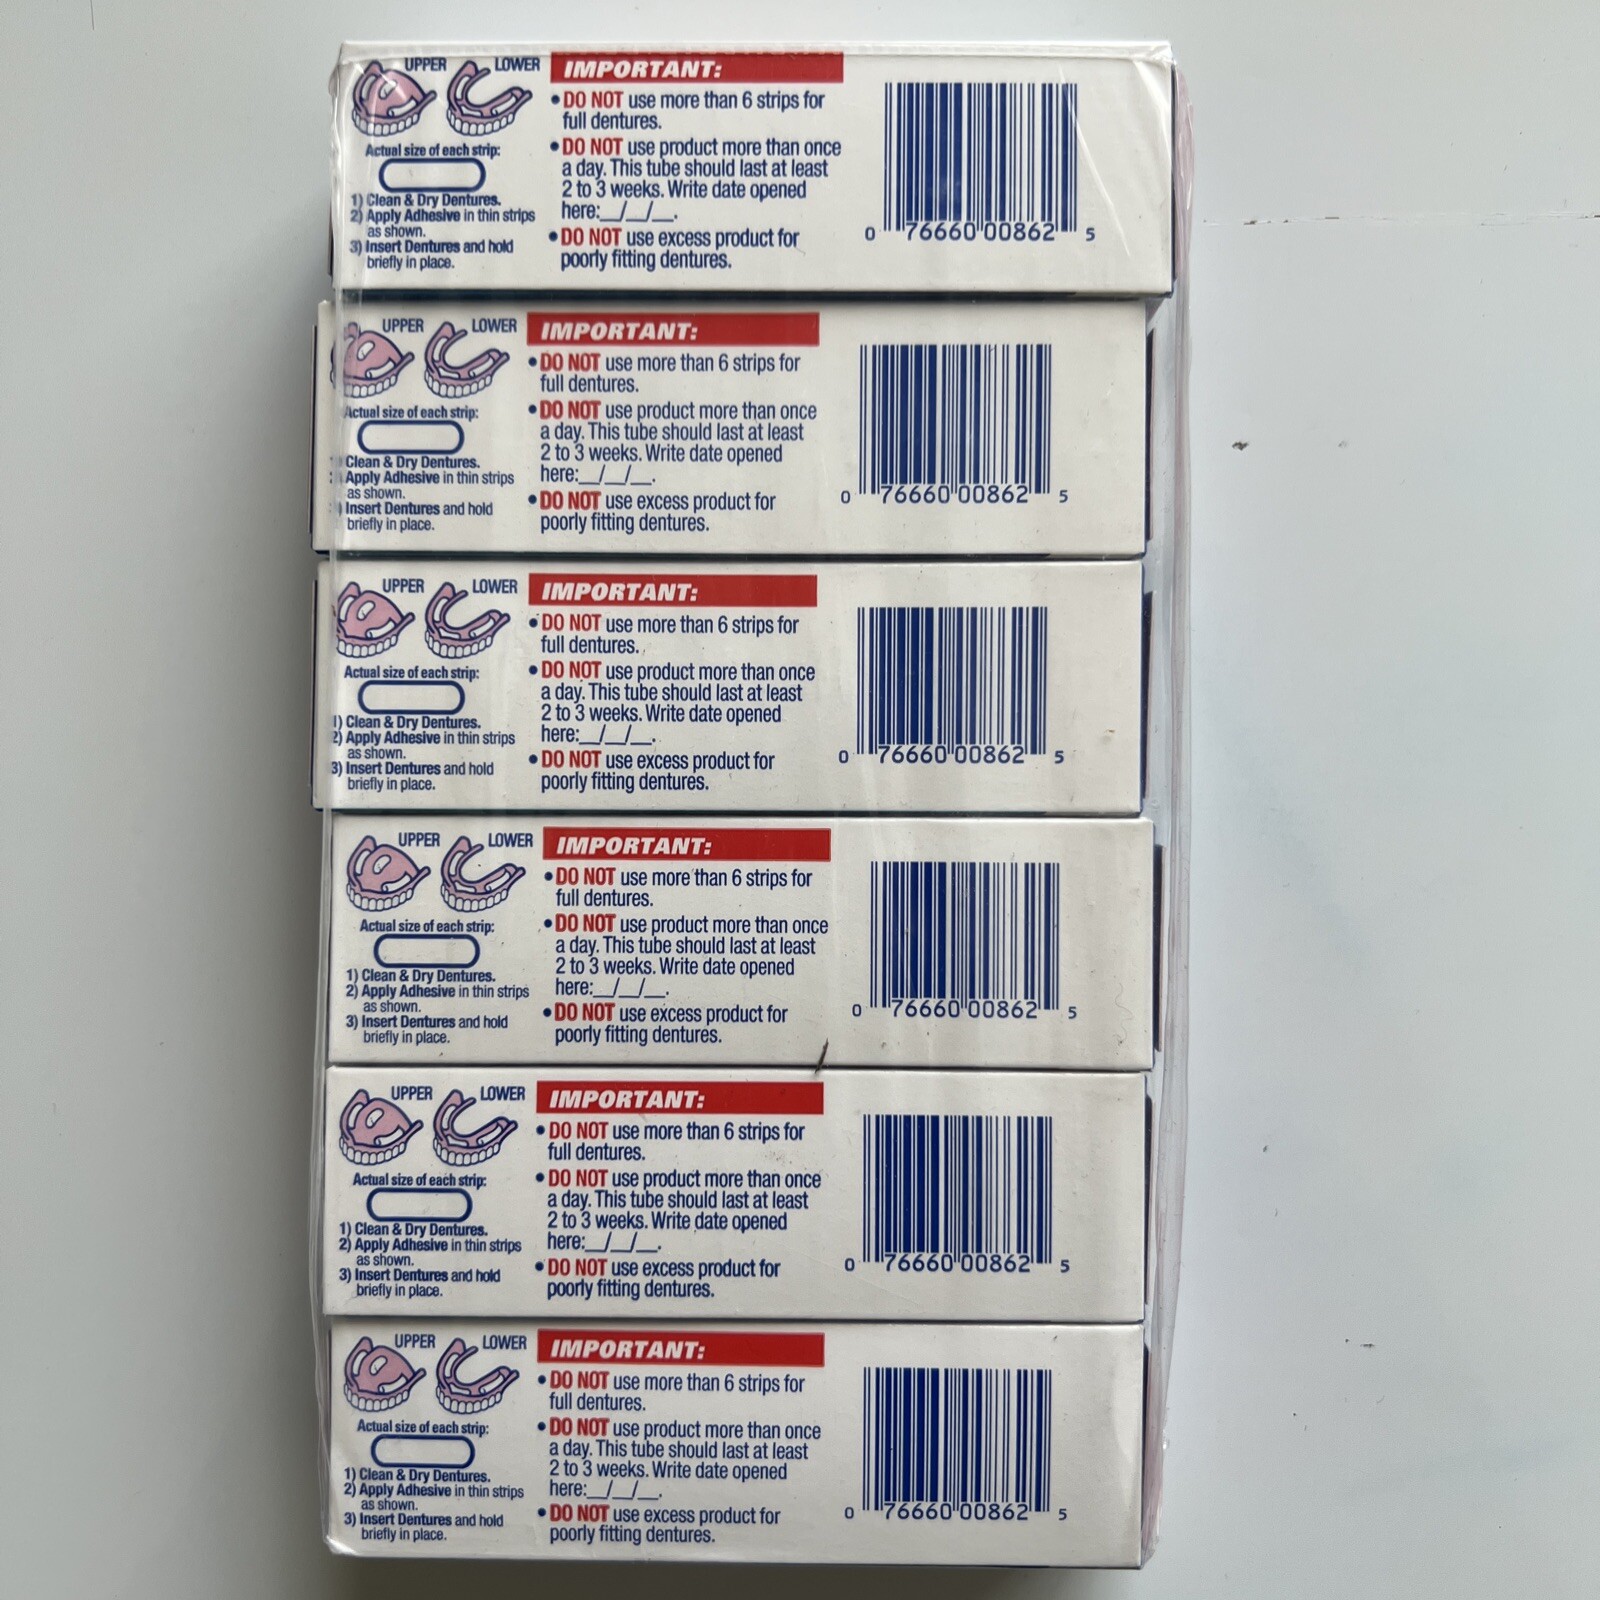 UPPER LOWER
Actual size of each strip:
1) Clean & Dry Dentures.
2) Apply Adhesive in thin strips
as shown.
3) Insert Dentures and hold
briefly in place.
IMPORTANT:
• DO NOT use more than 6 strips for
full dentures.
• DO NOT use product more than once
a day. This tube should last at least
2 to 3 weeks. Write date opened
here:__/__/__.
• DO NOT use excess product for
poorly fitting dentures.
0 76660 00862 5
UPPER LOWER
Actual size of each strip:
Clean & Dry Dentures.
Apply Adhesive in thin strips
as shown.
Insert Dentures and hold
briefly in place.
IMPORTANT:
• DO NOT use more than 6 strips for
full dentures.
• DO NOT use product more than once
a day. This tube should last at least
2 to 3 weeks. Write date opened
here:__/__/__.
• DO NOT use excess product for
poorly fitting dentures.
0 76660 00862 5
UPPER LOWER
Actual size of each strip:
1) Clean & Dry Dentures.
2) Apply Adhesive in thin strips
as shown.
3) Insert Dentures and hold
briefly in place.
IMPORTANT:
• DO NOT use more than 6 strips for
full dentures.
• DO NOT use product more than once
a day. This tube should last at least
2 to 3 weeks. Write date opened
here:__/__/__.
• DO NOT use excess product for
poorly fitting dentures.
0 76660 00862 5
UPPER LOWER
Actual size of each strip:
1) Clean & Dry Dentures.
2) Apply Adhesive in thin strips
as shown.
3) Insert Dentures and hold
briefly in place.
IMPORTANT:
• DO NOT use more than 6 strips for
full dentures.
• DO NOT use product more than once
a day. This tube should last at least
2 to 3 weeks. Write date opened
here:__/__/__.
• DO NOT use excess product for
poorly fitting dentures.
0 76660 00862 5
UPPER LOWER
Actual size of each strip:
1) Clean & Dry Dentures.
2) Apply Adhesive in thin strips
as shown.
3) Insert Dentures and hold
briefly in place.
IMPORTANT:
• DO NOT use more than 6 strips for
full dentures.
• DO NOT use product more than once
a day. This tube should last at least
2 to 3 weeks. Write date opened
here:__/__/__.
• DO NOT use excess product for
poorly fitting dentures.
0 76660 00862 5
UPPER LOWER
Actual size of each strip:
1) Clean & Dry Dentures.
2) Apply Adhesive in thin strips
as shown.
3) Insert Dentures and hold
briefly in place.
IMPORTANT:
• DO NOT use more than 6 strips for
full dentures.
• DO NOT use product more than once
a day. This tube should last at least
2 to 3 weeks. Write date opened
here:__/__/__.
• DO NOT use excess product for
poorly fitting dentures.
0 76660 00862 5